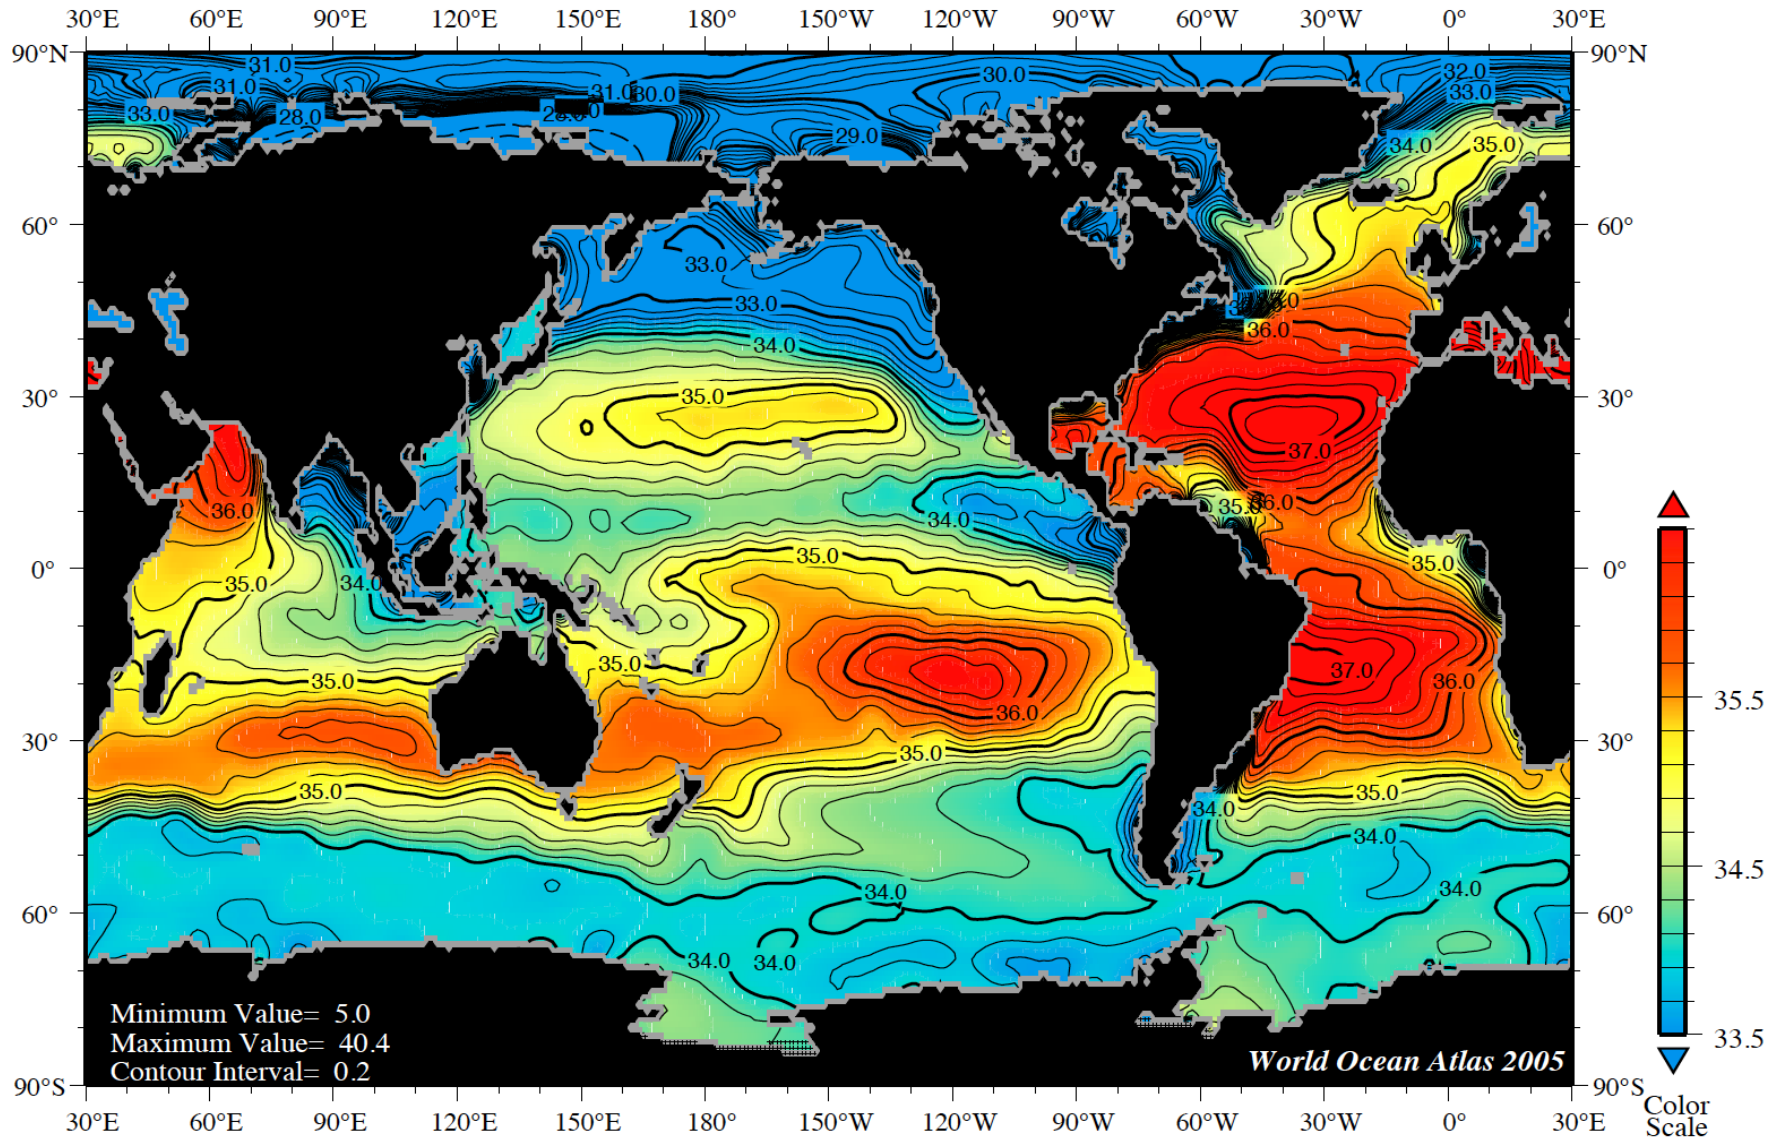 30°E 60°E 90°E 120°E 150°E 180° 150°W 120°W 90°W 60°W 30°W 0° 30°E
90°N 90°N
31.0 30.0 32.0
31.0 31.0 30.0 33.0
33.0 28.0
29.0 34.0 35.0
60° 60°
33.0
33.0
36.0
34.0
30° 35.0 30°
37.0
36.0 34.0 35.0 36.0
35.0 35.0
0° 35.0 34.0 0°
35.0 35.0 37.0 36.0
36.0
35.5
30° 35.0 30°
35.0 35.0
34.0
34.0
34.5
34.0 34.0
60° 60°
34.0 34.0
Minimum Value= 5.0
33.5
Maximum Value= 40.4
World Ocean Atlas 2005
Contour Interval= 0.2
90°S 90°S
Color
Scale
30°E 60°E 90°E 120°E 150°E 180° 150°W 120°W 90°W 60°W 30°W 0° 30°E